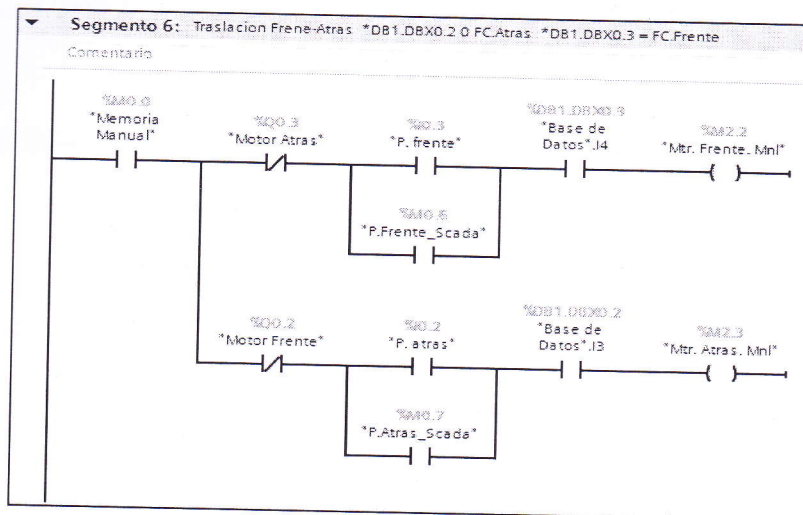 Segmento 6: Traslacion Frene-Atras *DB1.DBX0.2 0 FC.Atras *DB1.DBX0.3 = FC.Frente
Comentario
%M0.0
"Memoria
Manual"
%Q0.3
"Motor Atras"
%I0.3
"P. frente"
%DB1.DBX0.3
"Base de
Datos".I4
%M2.2
"Mtr. Frente. Mnl"
%M0.6
"P.Frente_Scada"
%Q0.2
"Motor Frente"
%I0.2
"P. atras"
%DB1.DBX0.2
"Base de
Datos".I3
%M2.3
"Mtr. Atras. Mnl"
%M0.7
"P.Atras_Scada"